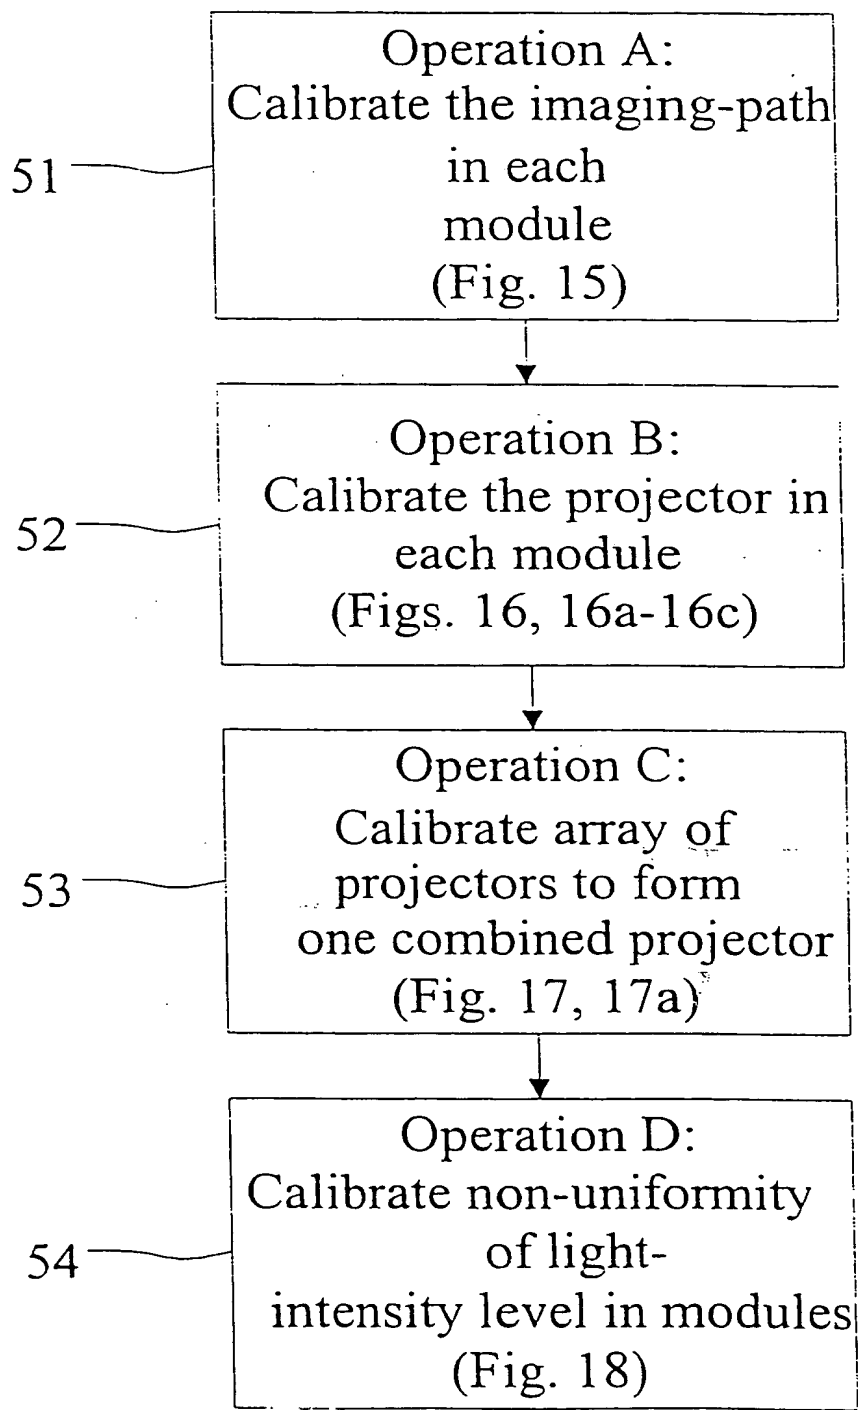 Operation A:
Calibrate the imaging-path
in each
module
(Fig. 15)
51
Operation B:
Calibrate the projector in
each module
(Figs. 16, 16a-16c)
52
Operation C:
Calibrate array of
projectors to form
one combined projector
(Fig. 17, 17a)
53
Operation D:
Calibrate non-uniformity
of light-
intensity level in modules
(Fig. 18)
54